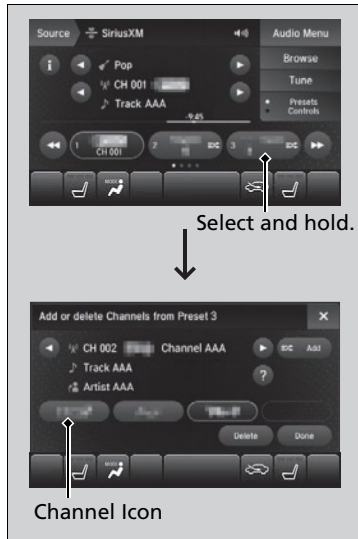 Source SiriusXM Audio Menu
i Pop Browse
CH 001 Tune
Track AAA Presets Controls
-9:45
1 CH 001 2 3
MODE
Select and hold.
Add or delete Channels from Preset 3 ×
CH 002 Channel AAA Add
Track AAA ?
Artist AAA
Delete Done
MODE
Channel Icon